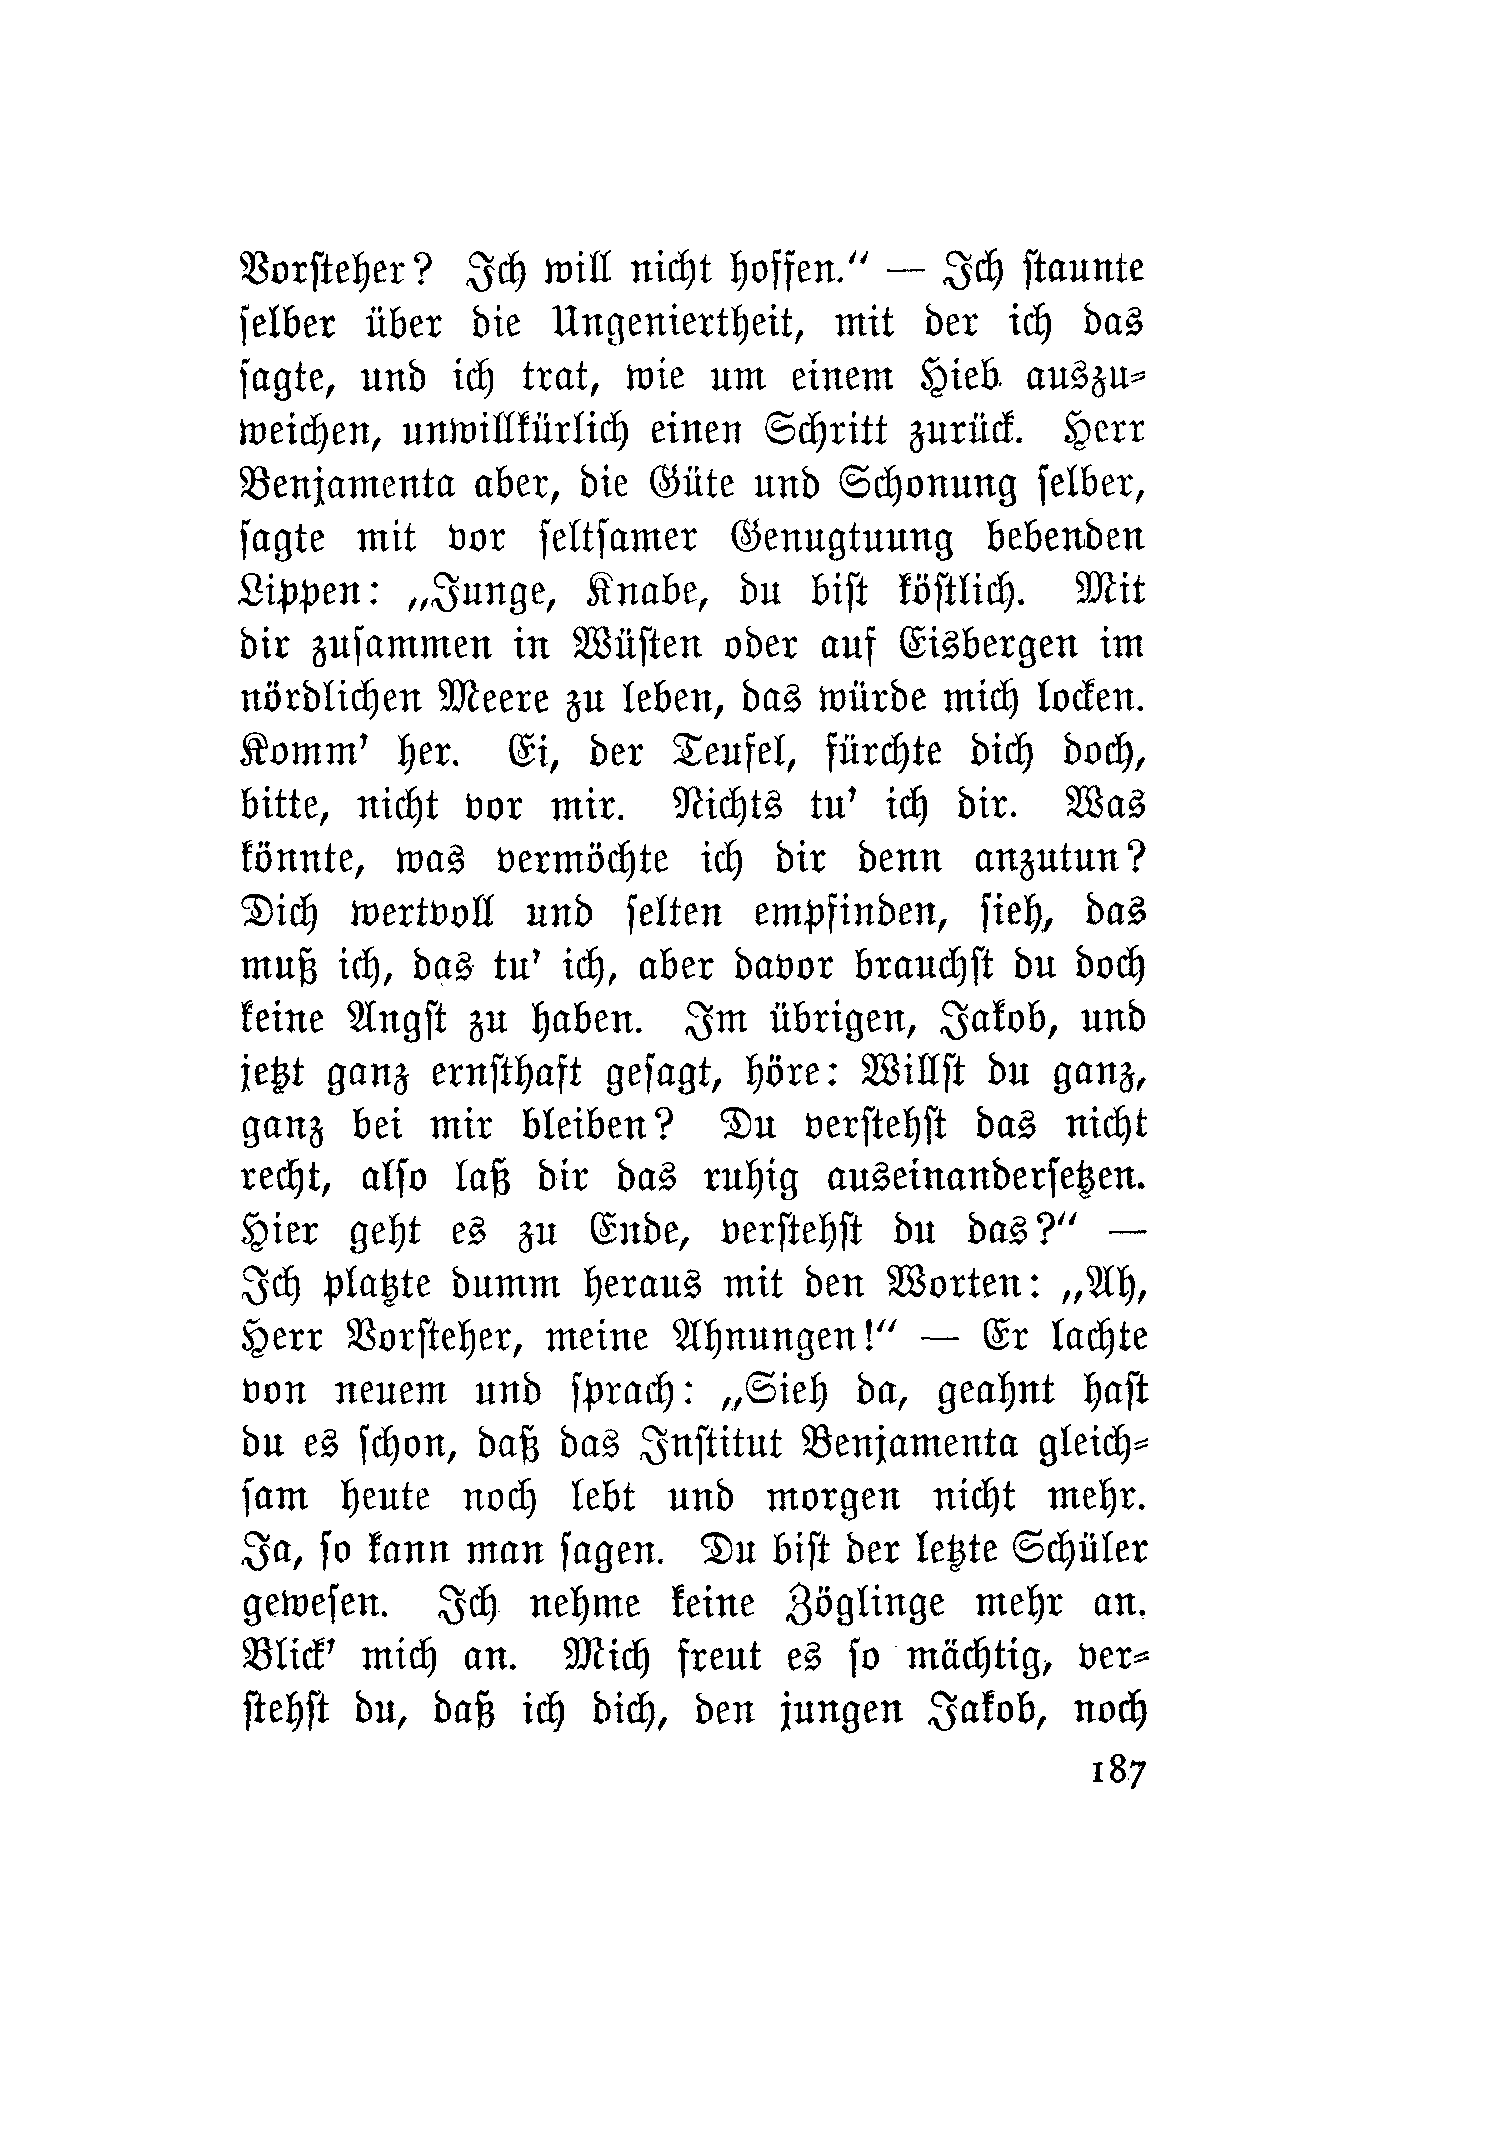 Vorſteher? Ich will nicht hoffen.“ — Ich ſtaunte
ſelber über die Ungeniertheit, mit der ich das
ſagte, und ich trat, wie um einem Hieb auszu⸗
weichen, unwillkürlich einen Schritt zurück. Herr
Benjamenta aber, die Güte und Schonung ſelber,
ſagte mit vor ſeltſamer Genugtuung bebenden
Lippen: „Junge, Knabe, du biſt köſtlich. Mit
dir zuſammen in Wüſten oder auf Eisbergen im
nördlichen Meere zu leben, das würde mich locken.
Komm' her. Ei, der Teufel, fürchte dich doch,
bitte, nicht vor mir. Nichts tu' ich dir. Was
könnte, was vermöchte ich dir denn anzutun?
Dich wertvoll und ſelten empfinden, ſieh, das
muß ich, das tu' ich, aber davor brauchſt du doch
keine Angſt zu haben. Im übrigen, Jakob, und
jetzt ganz ernſthaft geſagt, höre: Willſt du ganz,
ganz bei mir bleiben? Du verſtehſt das nicht
recht, alſo laß dir das ruhig auseinanderſetzen.
Hier geht es zu Ende, verſtehſt du das?“ —
Ich platzte dumm heraus mit den Worten: „Ah,
Herr Vorſteher, meine Ahnungen!“ — Er lachte
von neuem und ſprach: „Sieh da, geahnt haſt
du es ſchon, daß das Inſtitut Benjamenta gleich⸗
ſam heute noch lebt und morgen nicht mehr.
Ja, ſo kann man ſagen. Du biſt der letzte Schüler
geweſen. Ich nehme keine Zöglinge mehr an.
Blick' mich an. Mich freut es ſo mächtig, ver⸗
ſtehſt du, daß ich dich, den jungen Jakob, noch
187